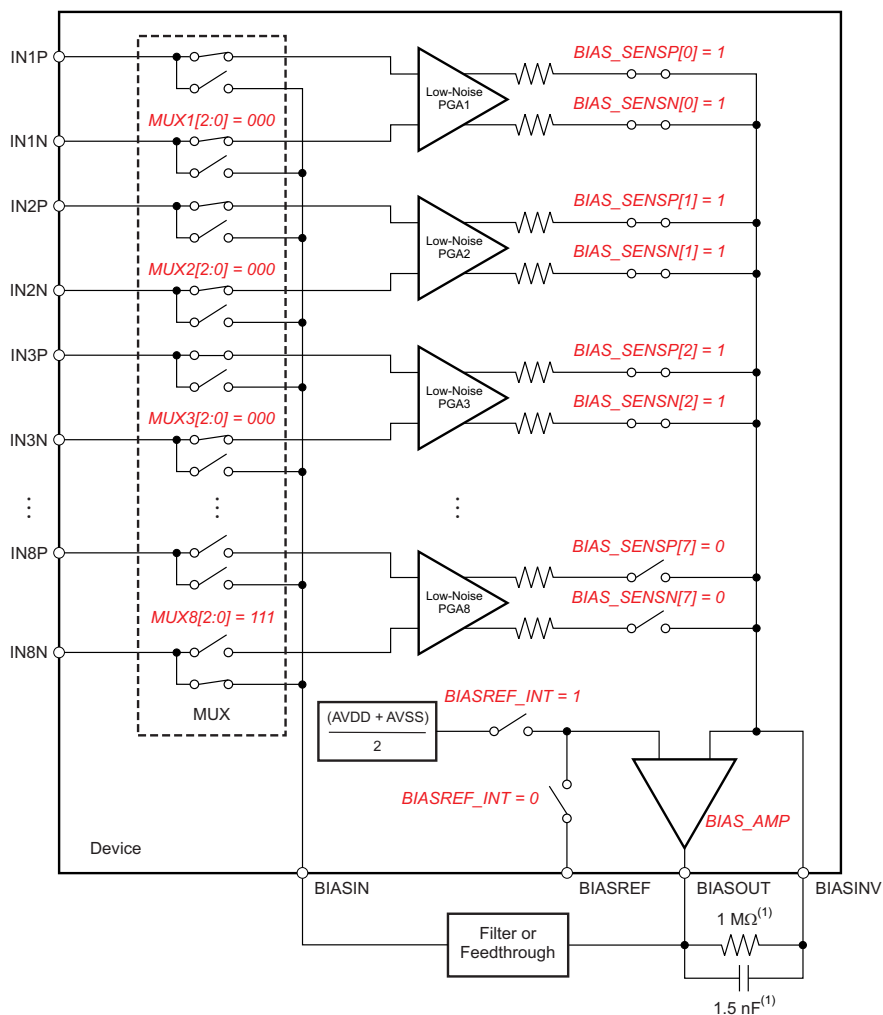 IN1P
BIAS_SENSP[0] = 1
Low-Noise
PGA1
BIAS_SENSN[0] = 1
MUX1[2:0] = 000
IN1N
IN2P
BIAS_SENSP[1] = 1
Low-Noise
PGA2
BIAS_SENSN[1] = 1
MUX2[2:0] = 000
IN2N
IN3P
BIAS_SENSP[2] = 1
Low-Noise
PGA3
BIAS_SENSN[2] = 1
MUX3[2:0] = 000
IN3N
IN8P
BIAS_SENSP[7] = 0
Low-Noise
PGA8
BIAS_SENSN[7] = 0
MUX8[2:0] = 111
IN8N
MUX
BIASREF_INT = 1
(AVDD + AVSS)
2
BIASREF_INT = 0
BIAS_AMP
Device
BIASIN
BIASREF
BIASOUT
BIASINV
Filter or
Feedthrough
1 MΩ(1)
1.5 nF(1)